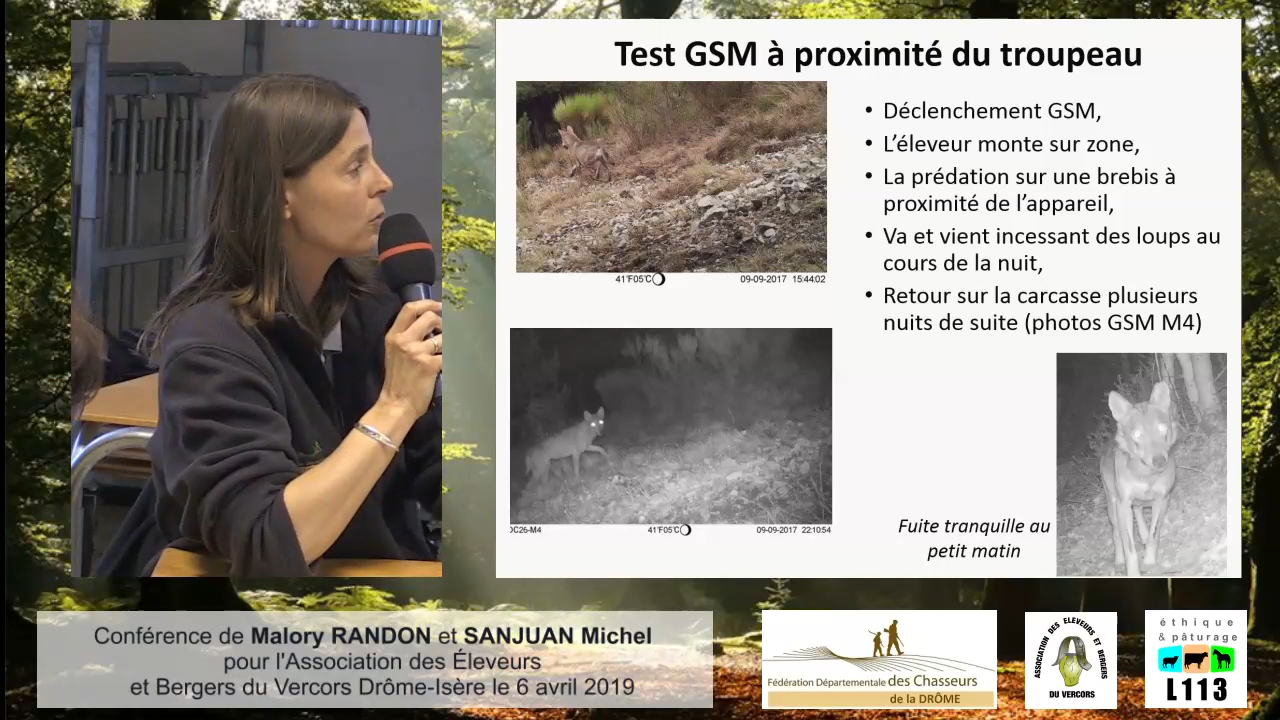 Test GSM à proximité du troupeau
• Déclenchement GSM,
• L'éleveur monte sur zone,
• La prédation sur une brebis à
proximité de l'appareil,
• Va et vient incessant des loups au
cours de la nuit,
• Retour sur la carcasse plusieurs
nuits de suite (photos GSM M4)
41°F05°C 09-09-2017 15:44:02
OC26-M4 41°F05°C 09-09-2017 22:10:54
Fuite tranquille au
petit matin
Conférence de Malory RANDON et SANJUAN Michel
pour l'Association des Éleveurs
et Bergers du Vercors Drôme-Isère le 6 avril 2019
Fédération Départementale des Chasseurs
de la DRÔME
ASSOCIATION DES ELEVEURS ET BERGERS
DU VERCORS
éthique
& pâturage
L113